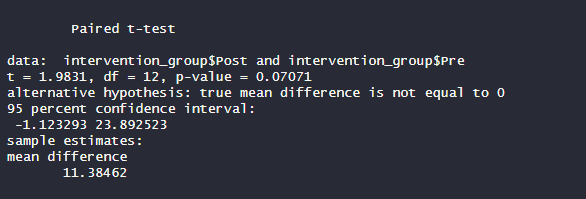 Paired t-test
data:  intervention_group$Post and intervention_group$Pre
t = 1.9831, df = 12, p-value = 0.07071
alternative hypothesis: true mean difference is not equal to 0
95 percent confidence interval:
 -1.123293 23.892523
sample estimates:
mean difference
11.38462